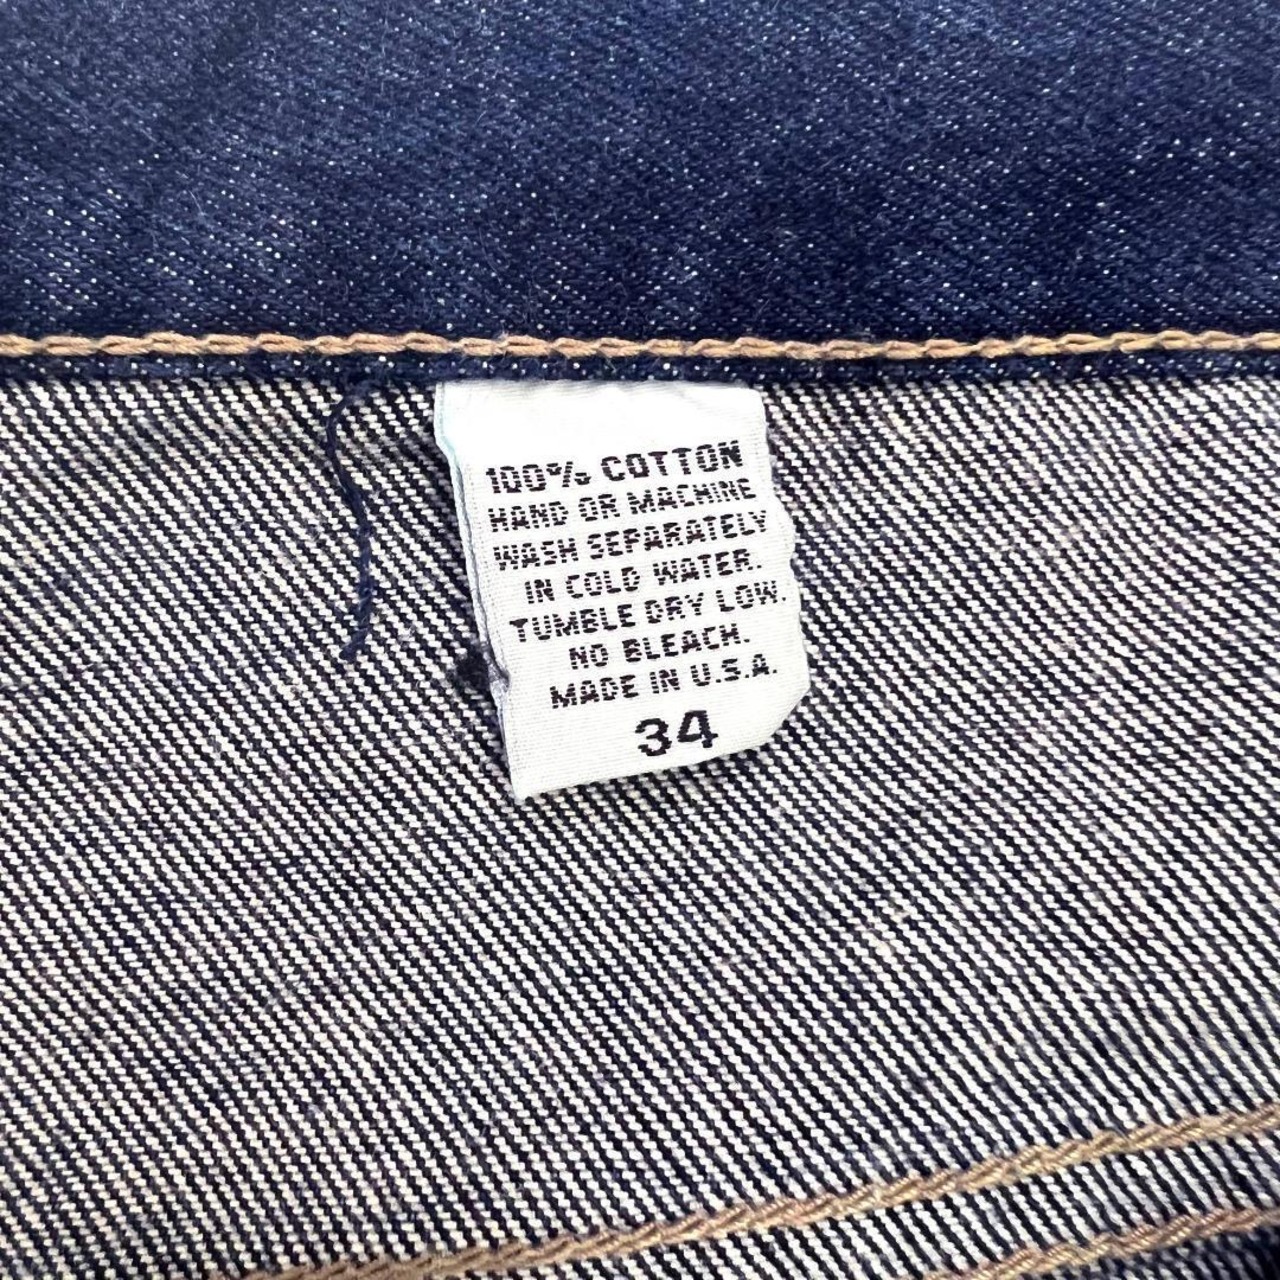 100% COTTON
HAND OR MACHINE
WASH SEPARATELY
IN COLD WATER.
TUMBLE DRY LOW.
NO BLEACH.
MADE IN U.S.A.
34